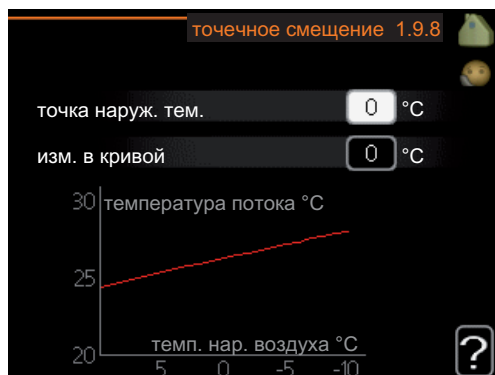 точечное смещение 1.9.8
точка наруж. тем. 0 °C
изм. в кривой 0 °C
30 температура потока °C
25
20 темп. нар. воздуха °C
5 0 -5 -10
?